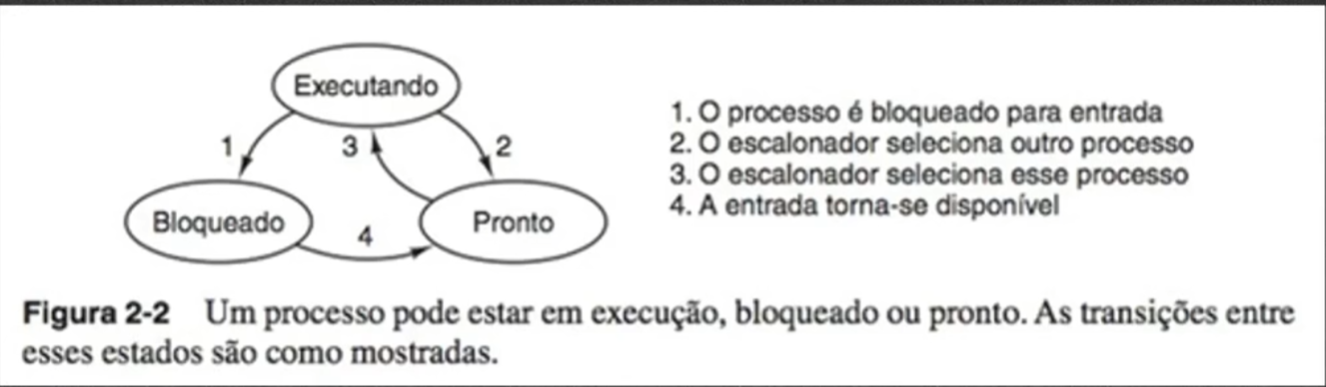 Executando
1. O processo é bloqueado para entrada
1
3
2
2. O escalonador seleciona outro processo
3. O escalonador seleciona esse processo
4. A entrada torna-se disponível
Bloqueado
4
Pronto
Figura 2-2 Um processo pode estar em execução, bloqueado ou pronto. As transições entre
esses estados são como mostradas.